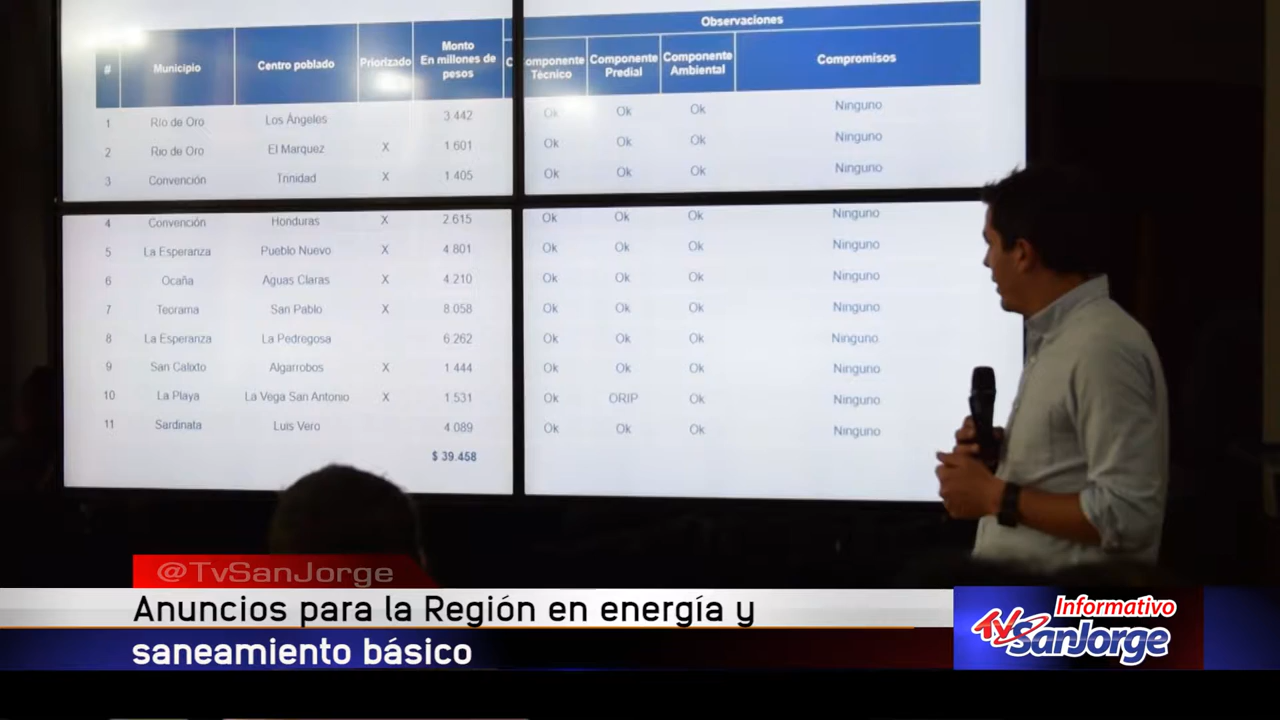 Observaciones
# Municipio Centro poblado Priorizado Monto En millones de pesos Componente Técnico Componente Predial Componente Ambiental Compromisos
1 Río de Oro Los Ángeles 3 442 Ok Ok Ok Ninguno
2 Rio de Oro El Marquez X 1 601 Ok Ok Ok Ninguno
3 Convención Trinidad X 1 405 Ok Ok Ok Ninguno
4 Convención Honduras X 2 615 Ok Ok Ok Ninguno
5 La Esperanza Pueblo Nuevo X 4 801 Ok Ok Ok Ninguno
6 Ocaña Aguas Claras X 4.210 Ok Ok Ok Ninguno
7 Teorama San Pablo X 8 058 Ok Ok Ok Ninguno
8 La Esperanza La Pedregosa 6 262 Ok Ok Ok Ninguno
9 San Calixto Algarrobos X 1 444 Ok Ok Ok Ninguno
10 La Playa La Vega San Antonio X 1 531 Ok ORIP Ok Ninguno
11 Sardinata Luis Vero 4 089 Ok Ok Ok Ninguno
$ 39.458
@TvSanJorge
Anuncios para la Región en energía y
saneamiento básico
Informativo
Tv SanJorge